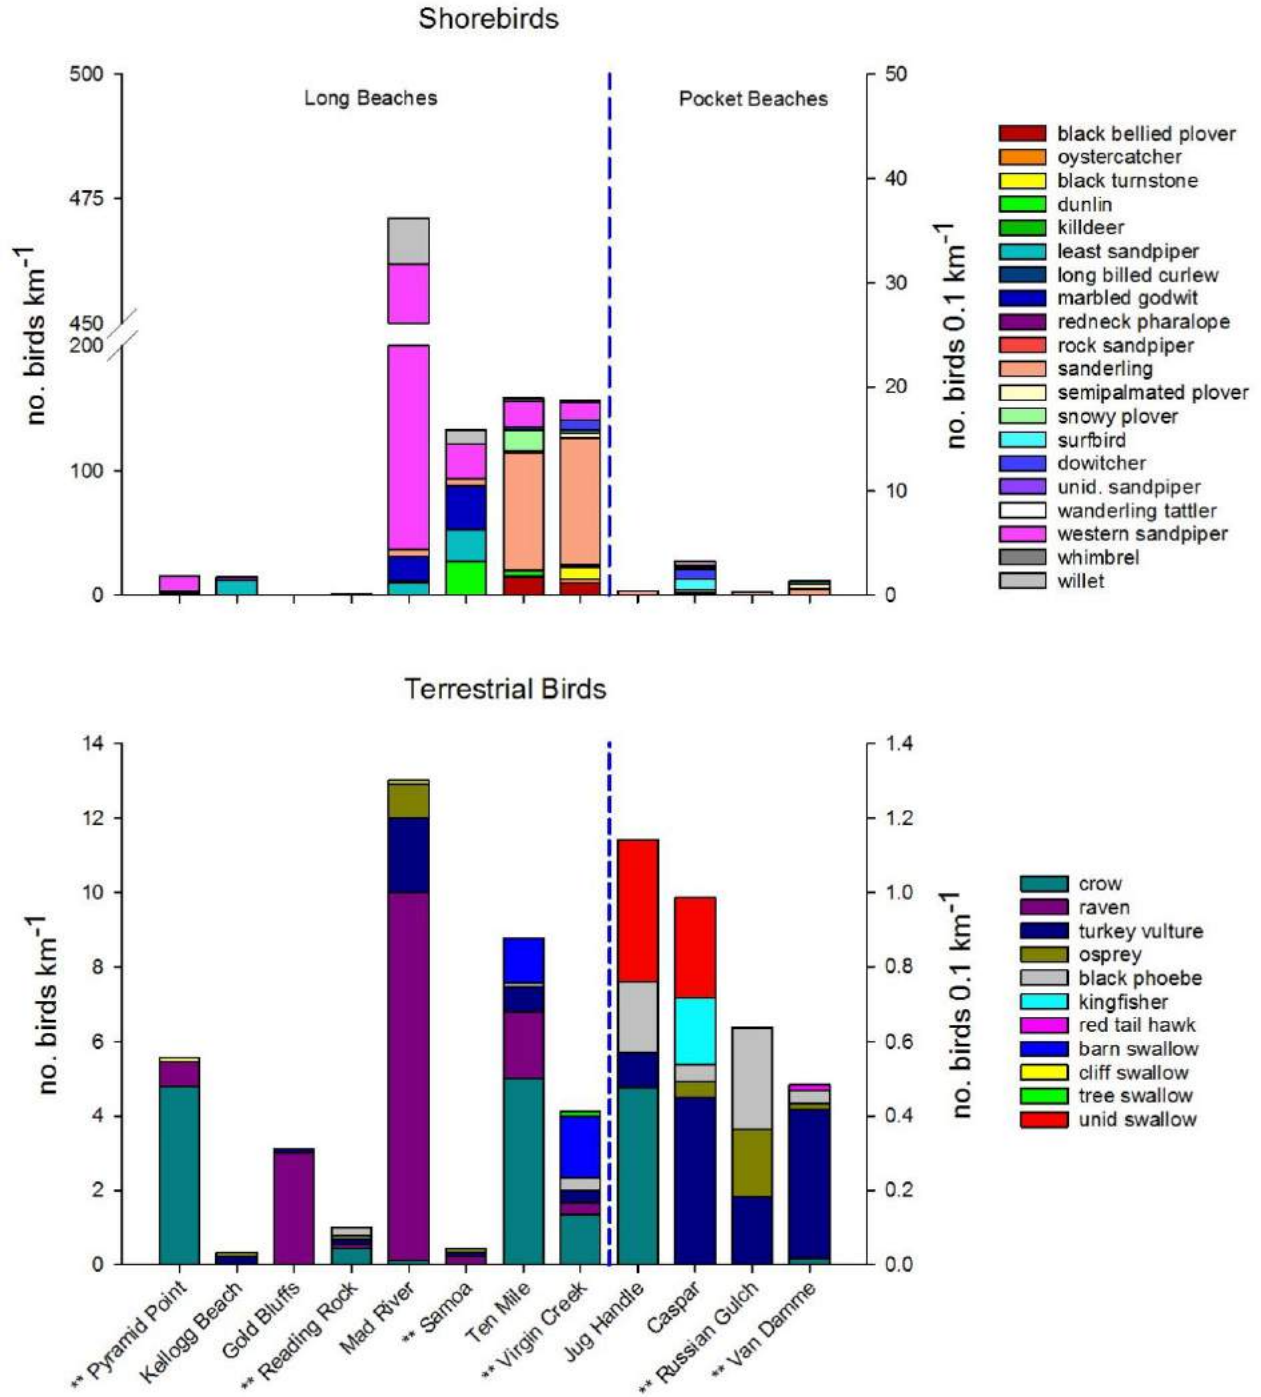 Shorebirds
500
475
450
200
100
0
no. birds km-1
Long Beaches
Pocket Beaches
50
40
30
20
10
0
no. birds 0.1 km-1
black bellied plover
oystercatcher
black turnstone
dunlin
killdeer
least sandpiper
long billed curlew
marbled godwit
redneck pharalope
rock sandpiper
sanderling
semipalmated plover
snowy plover
surfbird
dowitcher
unid. sandpiper
wanderling tattler
western sandpiper
whimbrel
willet
Terrestrial Birds
14
12
10
8
6
4
2
0
no. birds km-1
1.4
1.2
1.0
0.8
0.6
0.4
0.2
0.0
no. birds 0.1 km-1
crow
raven
turkey vulture
osprey
black phoebe
kingfisher
red tail hawk
barn swallow
cliff swallow
tree swallow
unid swallow
** Pyramid Point
Kellogg Beach
Gold Bluffs
** Reading Rock
Mad River
** Samoa
Ten Mile
** Virgin Creek
Jug Handle
Caspar
** Russian Gulch
** Van Damme